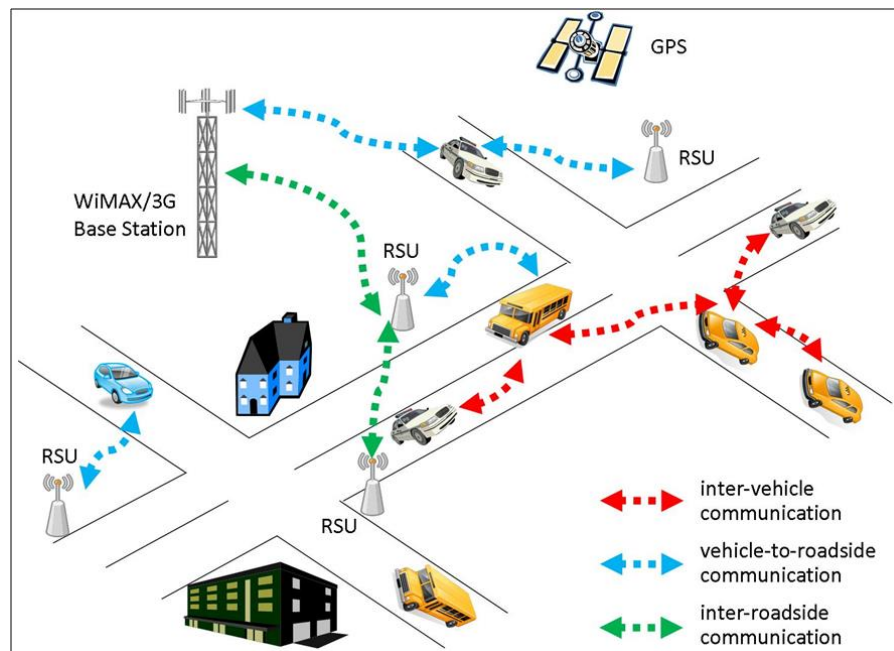 GPS
RSU
WiMAX/3G
Base Station
RSU
RSU
RSU
inter-vehicle
communication
vehicle-to-roadside
communication
inter-roadside
communication